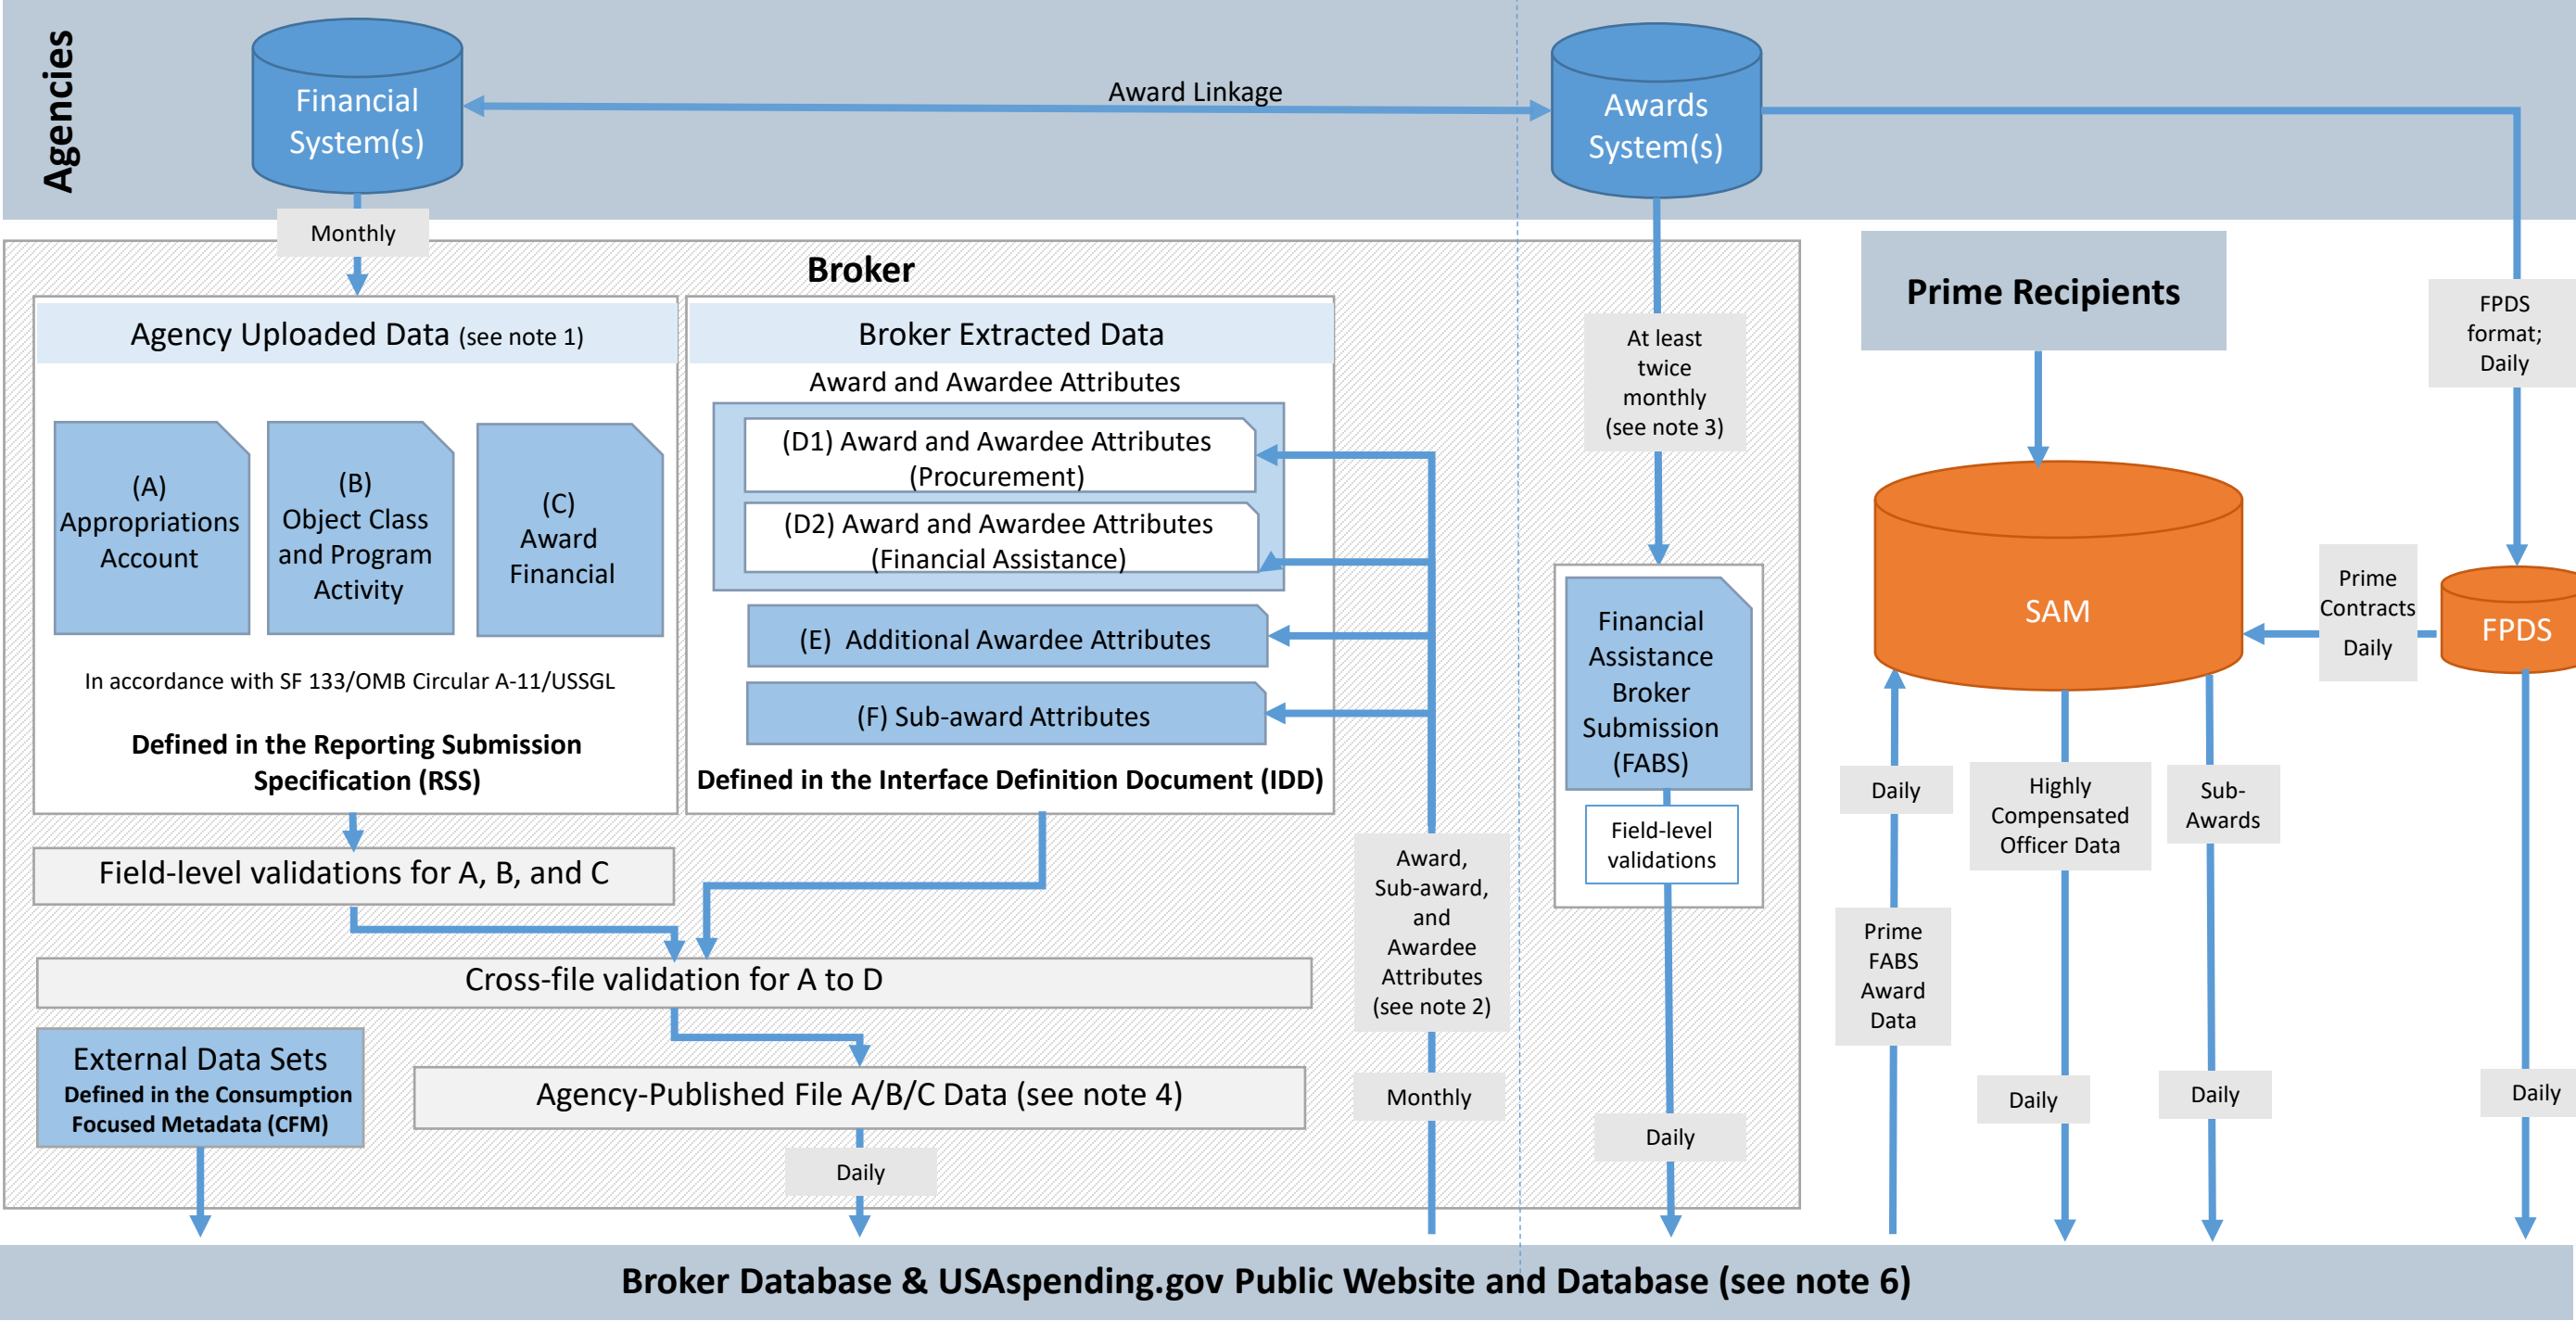 Agencies
Financial
System(s)
Award Linkage
Awards
System(s)
Monthly
Broker
Agency Uploaded Data (see note 1)
(A)
Appropriations
Account
(B)
Object Class
and Program
Activity
(C)
Award
Financial
In accordance with SF 133/OMB Circular A-11/USSGL
Defined in the Reporting Submission
Specification (RSS)
Broker Extracted Data
Award and Awardee Attributes
(D1) Award and Awardee Attributes
(Procurement)
(D2) Award and Awardee Attributes
(Financial Assistance)
(E) Additional Awardee Attributes
(F) Sub-award Attributes
Defined in the Interface Definition Document (IDD)
Field-level validations for A, B, and C
Cross-file validation for A to D
External Data Sets
Defined in the Consumption
Focused Metadata (CFM)
Agency-Published File A/B/C Data (see note 4)
Daily
Award,
Sub-award,
and
Awardee
Attributes
(see note 2)
Monthly
At least
twice
monthly
(see note 3)
Financial
Assistance
Broker
Submission
(FABS)
Field-level
validations
Daily
Prime Recipients
SAM
FPDS
format;
Daily
Prime
Contracts
Daily
FPDS
Daily
Prime
FABS
Award
Data
Highly
Compensated
Officer Data
Daily
Sub-
Awards
Daily
Daily
Broker Database & USAspending.gov Public Website and Database (see note 6)